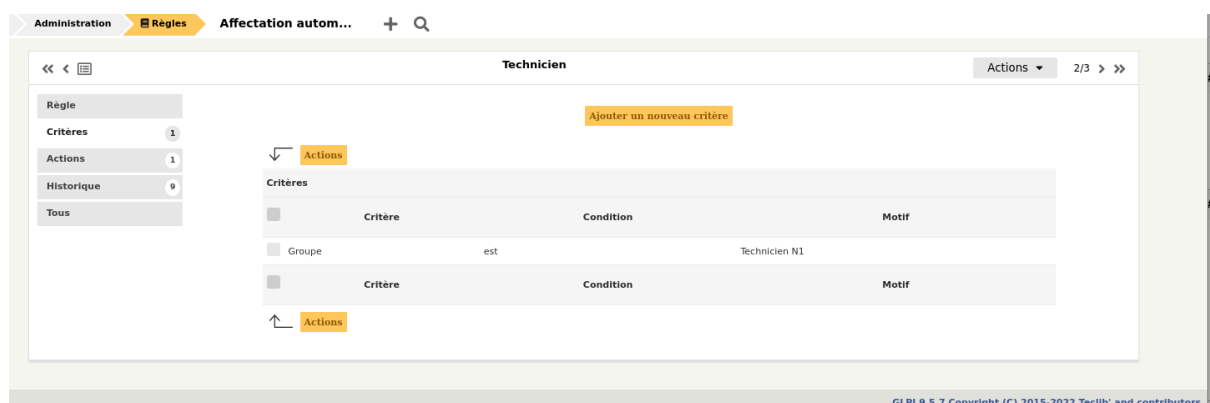 Administration Règles Affectation autom...
Technicien Actions 2/3
Règle
Ajouter un nouveau critère
Critères 1
Actions 1
Actions
Historique 9
Critères
Tous
Critère Condition Motif
Groupe est Technicien N1
Critère Condition Motif
Actions
GLPI 9.5.7 Copyright (C) 2015-2022 Teclib' and contributors